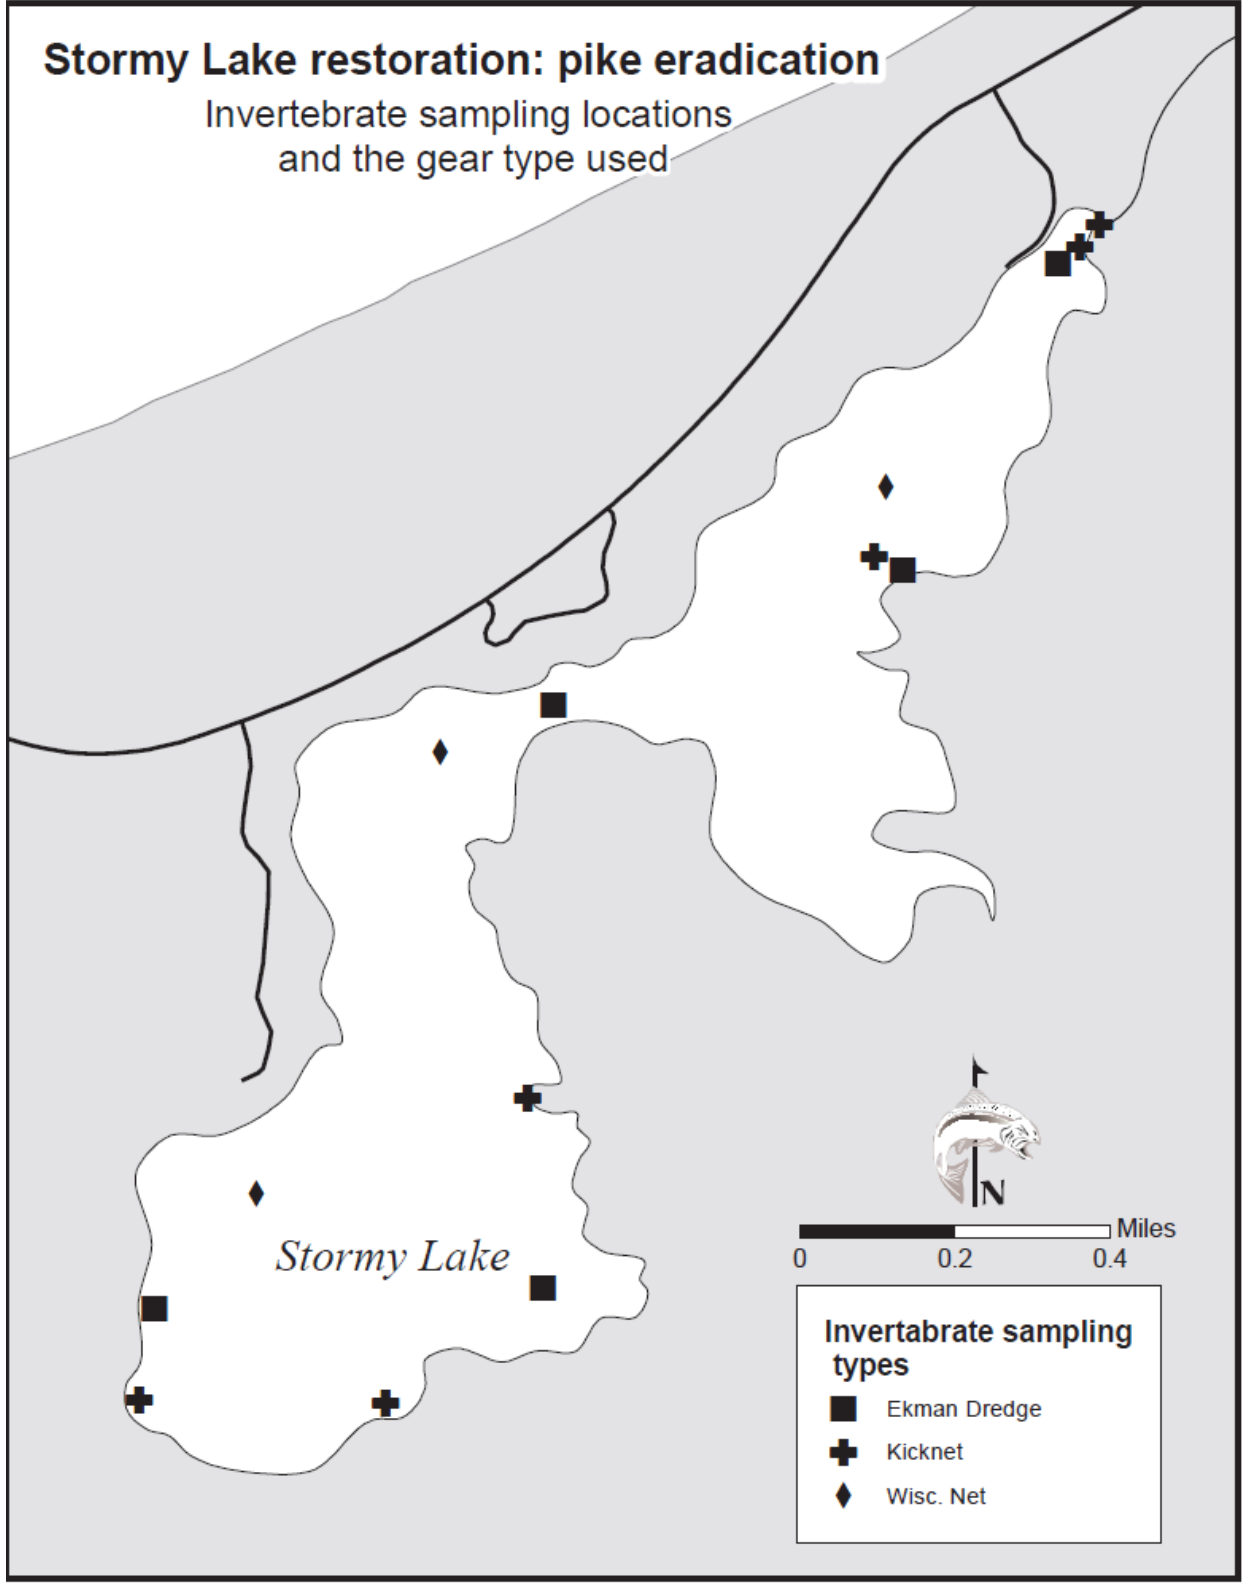 Stormy Lake restoration: pike eradication
Invertebrate sampling locations
and the gear type used
Stormy Lake
N
Miles
0 0.2 0.4
Invertabrate sampling
types
Ekman Dredge
Kicknet
Wisc. Net